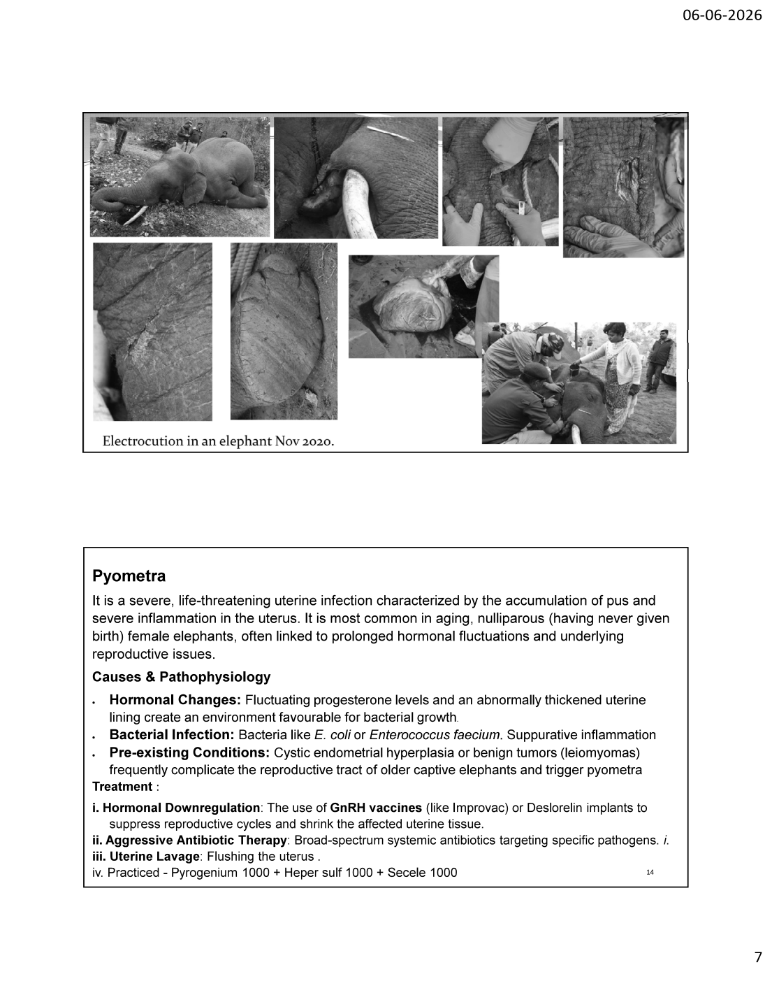 06-06-2026
Electrocution in an elephant Nov 2020.
Pyometra
It is a severe, life-threatening uterine infection characterized by the accumulation of pus and
severe inflammation in the uterus. It is most common in aging, nulliparous (having never given
birth) female elephants, often linked to prolonged hormonal fluctuations and underlying
reproductive issues.
Causes & Pathophysiology
• Hormonal Changes: Fluctuating progesterone levels and an abnormally thickened uterine
lining create an environment favourable for bacterial growth.
• Bacterial Infection: Bacteria like E. coli or Enterococcus faecium. Suppurative inflammation
• Pre-existing Conditions: Cystic endometrial hyperplasia or benign tumors (leiomyomas)
frequently complicate the reproductive tract of older captive elephants and trigger pyometra
Treatment :
i. Hormonal Downregulation: The use of GnRH vaccines (like Improvac) or Deslorelin implants to
suppress reproductive cycles and shrink the affected uterine tissue.
ii. Aggressive Antibiotic Therapy: Broad-spectrum systemic antibiotics targeting specific pathogens. i.
iii. Uterine Lavage: Flushing the uterus .
iv. Practiced - Pyrogenium 1000 + Heper sulf 1000 + Secele 1000
14
7